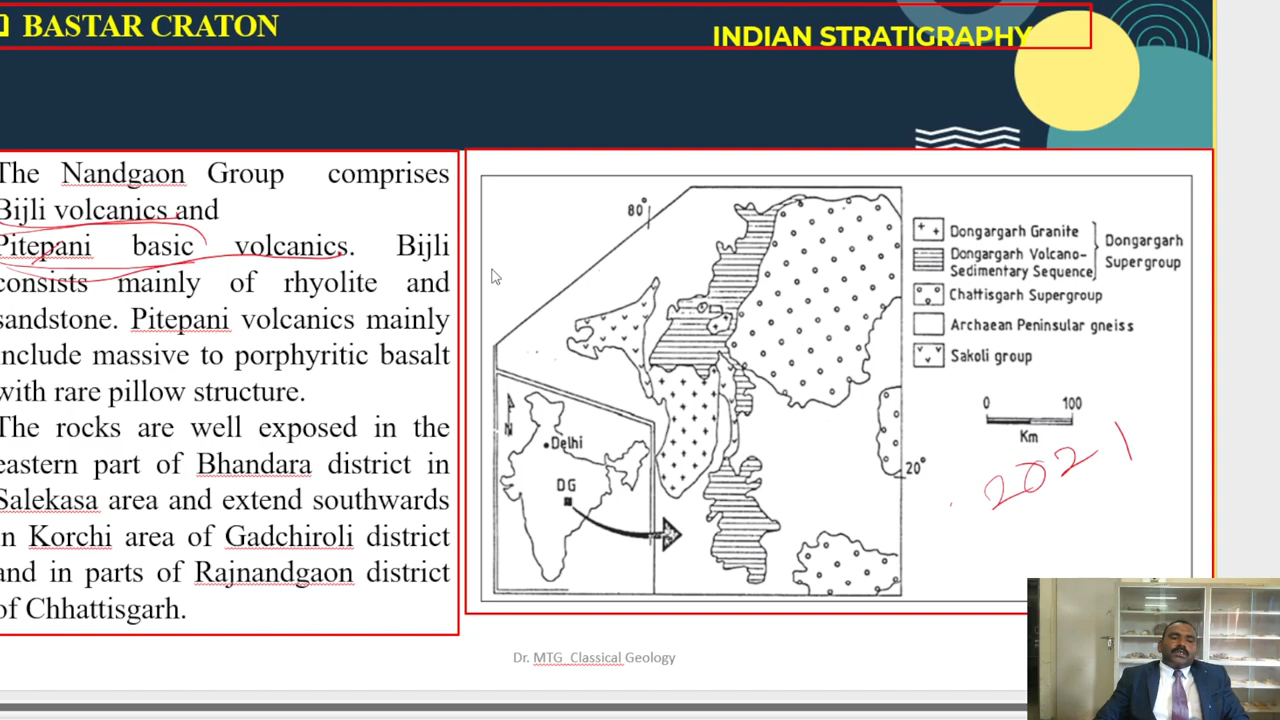 BASTAR CRATON
INDIAN STRATIGRAPHY
The Nandgaon Group comprises
Bijli volcanics and
Pitepani basic volcanics. Bijli
consists mainly of rhyolite and
sandstone. Pitepani volcanics mainly
include massive to porphyritic basalt
with rare pillow structure.
The rocks are well exposed in the
eastern part of Bhandara district in
Salekasa area and extend southwards
in Korchi area of Gadchiroli district
and in parts of Rajnandgaon district
of Chhattisgarh.
80°
Dongargarh Granite
Dongargarh Volcano-
Sedimentary Sequence
Dongargarh
Supergroup
Chattisgarh Supergroup
Archaean Peninsular gneiss
Sakoli group
0 100
Km
N
Delhi
DG
20°
2021
Dr. MTG Classical Geology